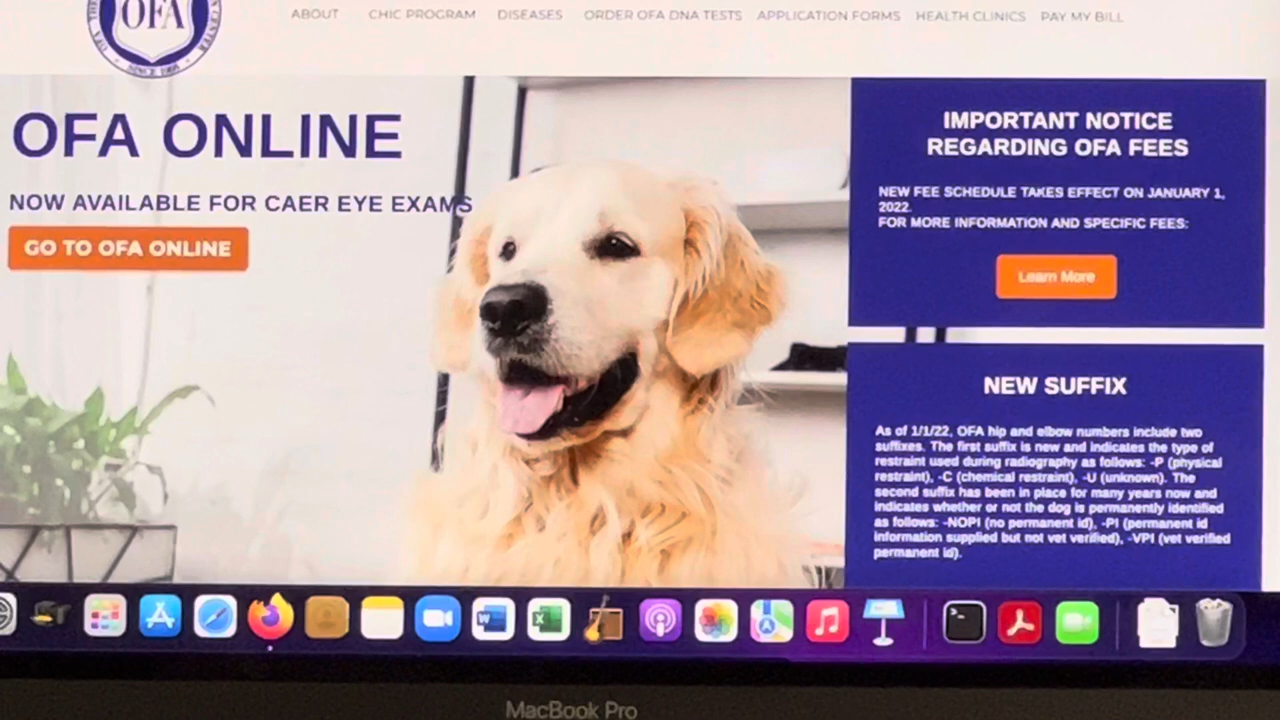 OFA
SINCE 1966
ABOUT CHIC PROGRAM DISEASES ORDER OFA DNA TESTS APPLICATION FORMS HEALTH CLINICS PAY MY BILL
OFA ONLINE
NOW AVAILABLE FOR CAER EYE EXAMS
GO TO OFA ONLINE
IMPORTANT NOTICE
REGARDING OFA FEES
NEW FEE SCHEDULE TAKES EFFECT ON JANUARY 1,
2022.
FOR MORE INFORMATION AND SPECIFIC FEES:
Learn More
NEW SUFFIX
As of 1/1/22, OFA hip and elbow numbers include two
suffixes. The first suffix is new and indicates the type of
restraint used during radiography as follows: -P (physical
restraint), -C (chemical restraint), -U (unknown). The
second suffix has been in place for many years now and
indicates whether or not the dog is permanently identified
as follows: -NOPI (no permanent id), -PI (permanent id
information supplied but not vet verified), -VPI (vet verified
permanent id).
MacBook Pro